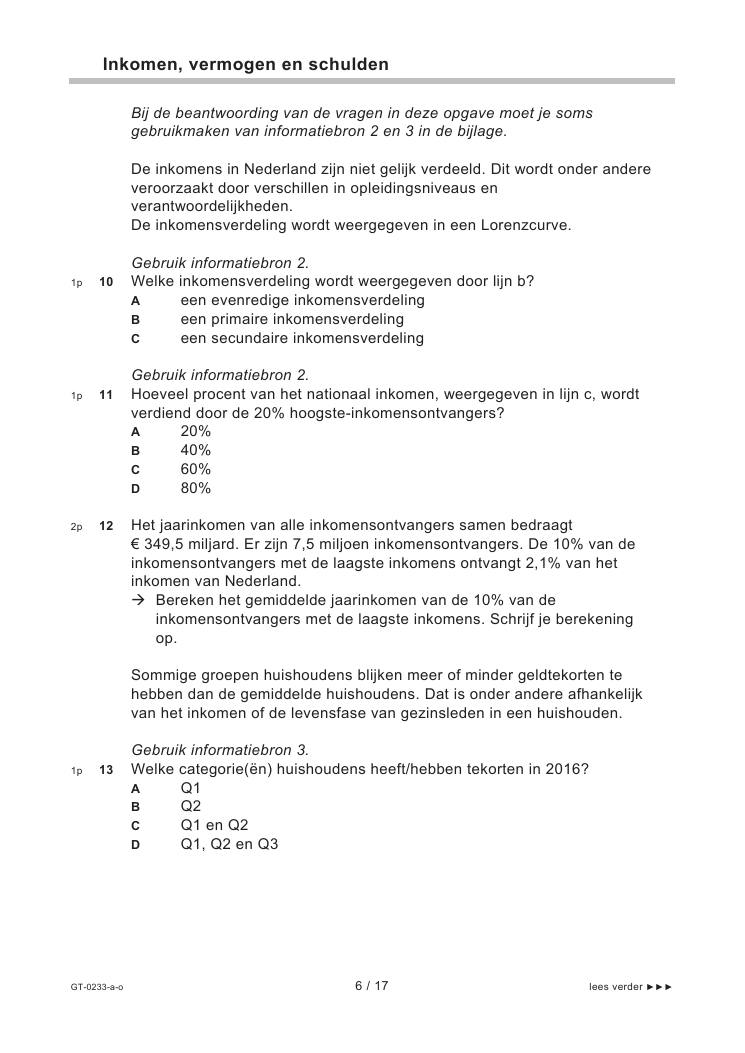 Inkomen, vermogen en schulden
Bij de beantwoording van de vragen in deze opgave moet je soms
gebruikmaken van informatiebron 2 en 3 in de bijlage.
De inkomens in Nederland zijn niet gelijk verdeeld. Dit wordt onder andere
veroorzaakt door verschillen in opleidingsniveaus en
verantwoordelijkheden.
De inkomensverdeling wordt weergegeven in een Lorenzcurve.
Gebruik informatiebron 2.
1p 10 Welke inkomensverdeling wordt weergegeven door lijn b?
A een evenredige inkomensverdeling
B een primaire inkomensverdeling
C een secundaire inkomensverdeling
Gebruik informatiebron 2.
1p 11 Hoeveel procent van het nationaal inkomen, weergegeven in lijn c, wordt
verdiend door de 20% hoogste-inkomensontvangers?
A 20%
B 40%
C 60%
D 80%
2p 12 Het jaarinkomen van alle inkomensontvangers samen bedraagt
€ 349,5 miljard. Er zijn 7,5 miljoen inkomensontvangers. De 10% van de
inkomensontvangers met de laagste inkomens ontvangt 2,1% van het
inkomen van Nederland.
→ Bereken het gemiddelde jaarinkomen van de 10% van de
inkomensontvangers met de laagste inkomens. Schrijf je berekening
op.
Sommige groepen huishoudens blijken meer of minder geldtekorten te
hebben dan de gemiddelde huishoudens. Dat is onder andere afhankelijk
van het inkomen of de levensfase van gezinsleden in een huishouden.
Gebruik informatiebron 3.
1p 13 Welke categorie(ën) huishoudens heeft/hebben tekorten in 2016?
A Q1
B Q2
C Q1 en Q2
D Q1, Q2 en Q3
GT-0233-a-o 6 / 17 lees verder ►►►